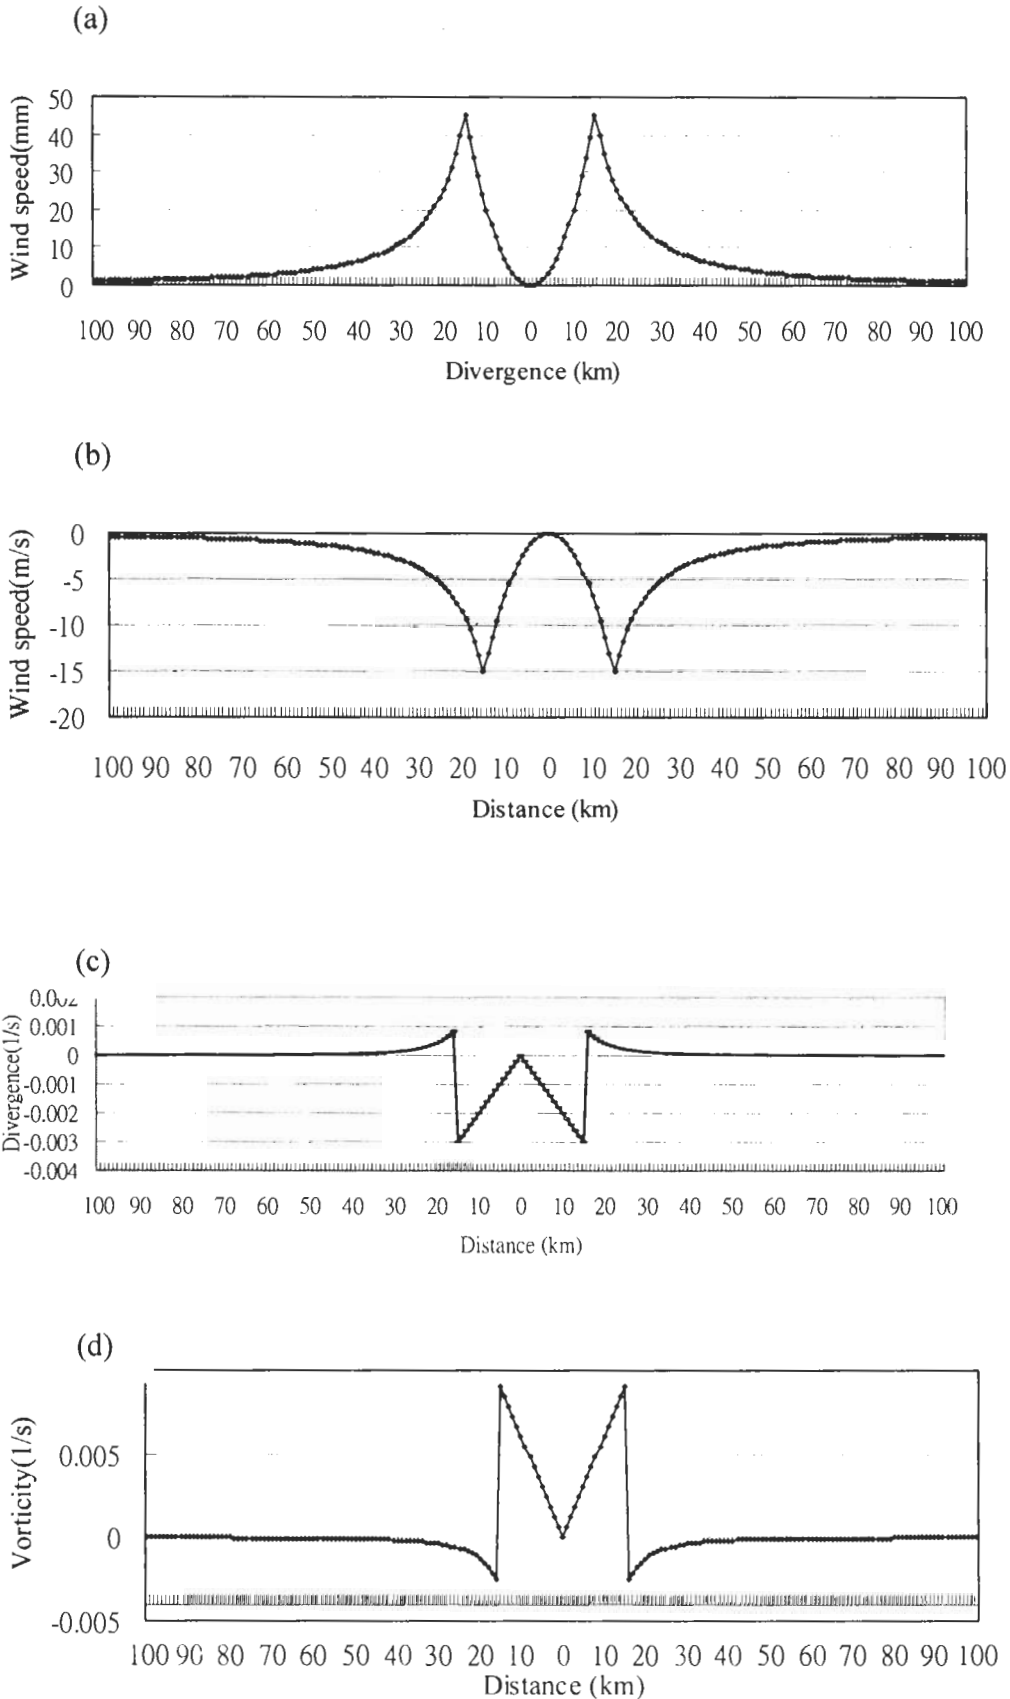 (a)
Wind speed(mm)
50
40
30
20
10
0
100 90 80 70 60 50 40 30 20 10 0 10 20 30 40 50 60 70 80 90 100
Divergence (km)
(b)
Wind speed(m/s)
0
-5
-10
-15
-20
100 90 80 70 60 50 40 30 20 10 0 10 20 30 40 50 60 70 80 90 100
Distance (km)
(c)
Divergence(1/s)
0.002
0.001
0
-0.001
-0.002
-0.003
-0.004
100 90 80 70 60 50 40 30 20 10 0 10 20 30 40 50 60 70 80 90 100
Distance (km)
(d)
Vorticity(1/s)
0.005
0
-0.005
100 90 80 70 60 50 40 30 20 10 0 10 20 30 40 50 60 70 80 90 100
Distance (km)